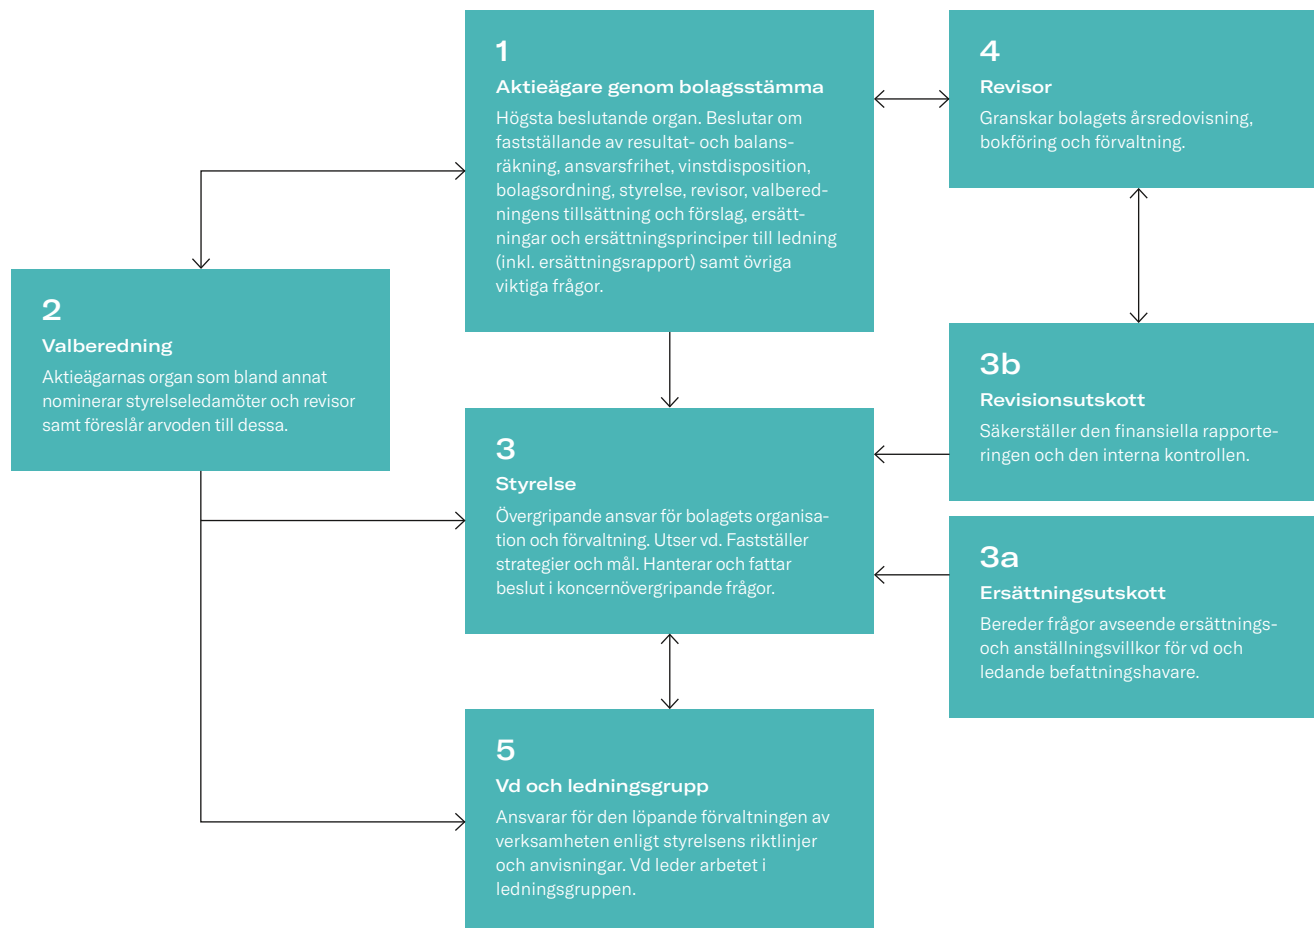 1
Aktieägare genom bolagsstämma
Högsta beslutande organ. Beslutar om
fastställande av resultat- och balans-
räkning, ansvarsfrihet, vinstdisposition,
bolagsordning, styrelse, revisor, valbered-
ningens tillsättning och förslag, ersätt-
ningar och ersättningsprinciper till ledning
(inkl. ersättningsrapport) samt övriga
viktiga frågor.
4
Revisor
Granskar bolagets årsredovisning,
bokföring och förvaltning.
2
Valberedning
Aktieägarnas organ som bland annat
nominerar styrelseledamöter och revisor
samt föreslår arvoden till dessa.
3b
Revisionsutskott
Säkerställer den finansiella rapporte-
ringen och den interna kontrollen.
3
Styrelse
Övergripande ansvar för bolagets organisa-
tion och förvaltning. Utser vd. Fastställer
strategier och mål. Hanterar och fattar
beslut i koncernövergripande frågor.
3a
Ersättningsutskott
Bereder frågor avseende ersättnings-
och anställningsvillkor för vd och
ledande befattningshavare.
5
Vd och ledningsgrupp
Ansvarar för den löpande förvaltningen av
verksamheten enligt styrelsens riktlinjer
och anvisningar. Vd leder arbetet i
ledningsgruppen.